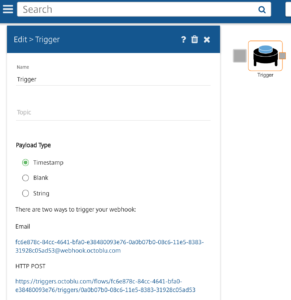 Search
Edit > Trigger
Name
Trigger
Trigger
Topic
Payload Type
Timestamp
Blank
String
There are two ways to trigger your webhook:
Email
fc6e878c-84cc-4641-bfa0-e38480093e76-0a0b07b0-08c6-11e5-8383-
31928c05ad53@webhook.octoblu.com
HTTP POST
https://triggers.octoblu.com/flows/fc6e878c-84cc-4641-bfa0-
e38480093e76/triggers/0a0b07b0-08c6-11e5-8383-31928c05ad53